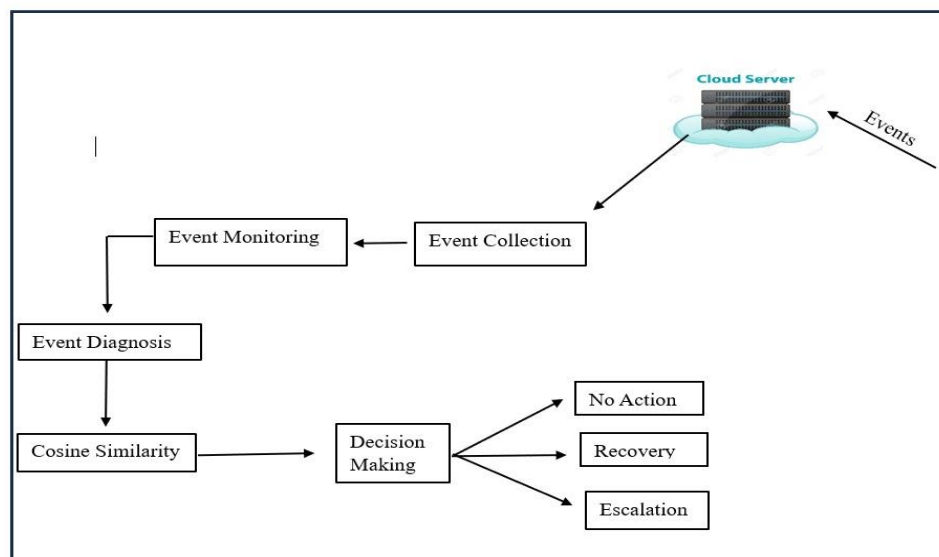 Cloud Server
Events
Event Monitoring
Event Collection
Event Diagnosis
No Action
Decision
Making
Cosine Similarity
Recovery
Escalation